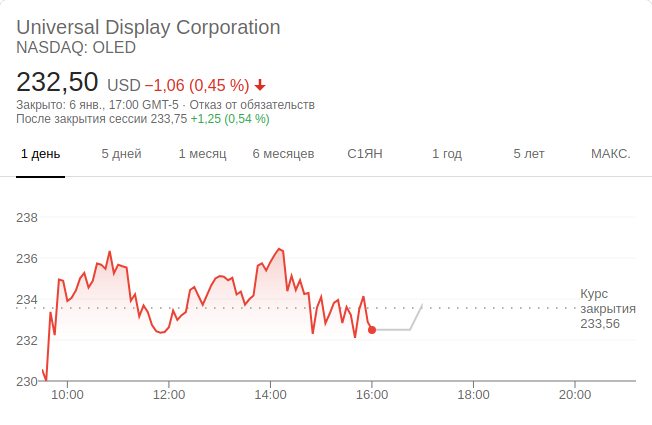 Universal Display Corporation
NASDAQ: OLED
232,50 USD −1,06 (0,45 %)
Закрыто: 6 янв., 17:00 GMT-5 · Отказ от обязательств
После закрытия сессии 233,75 +1,25 (0,54 %)
1 день 5 дней 1 месяц 6 месяцев С1ЯН 1 год 5 лет МАКС.
238
236
234
232
230
Курс
закрытия
233,56
10:00 12:00 14:00 16:00 18:00 20:00